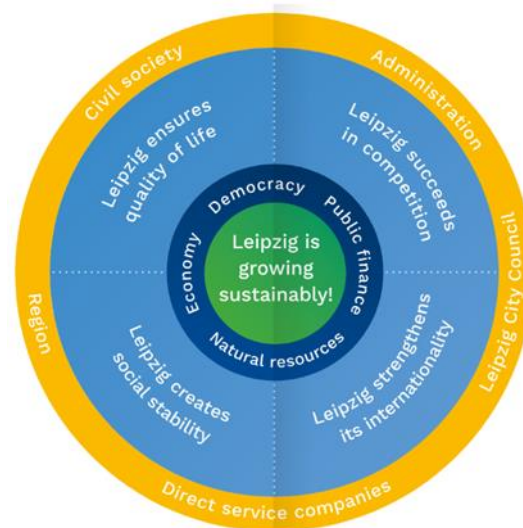 Civil society
Administration
Leipzig ensures
quality of life
Leipzig succeeds
in competition
Democracy
Public finance
Economy
Leipzig is
growing
sustainably!
Natural resources
Region
Leipzig City Council
Leipzig creates
social stability
Leipzig strengthens
its internationality
Direct service companies